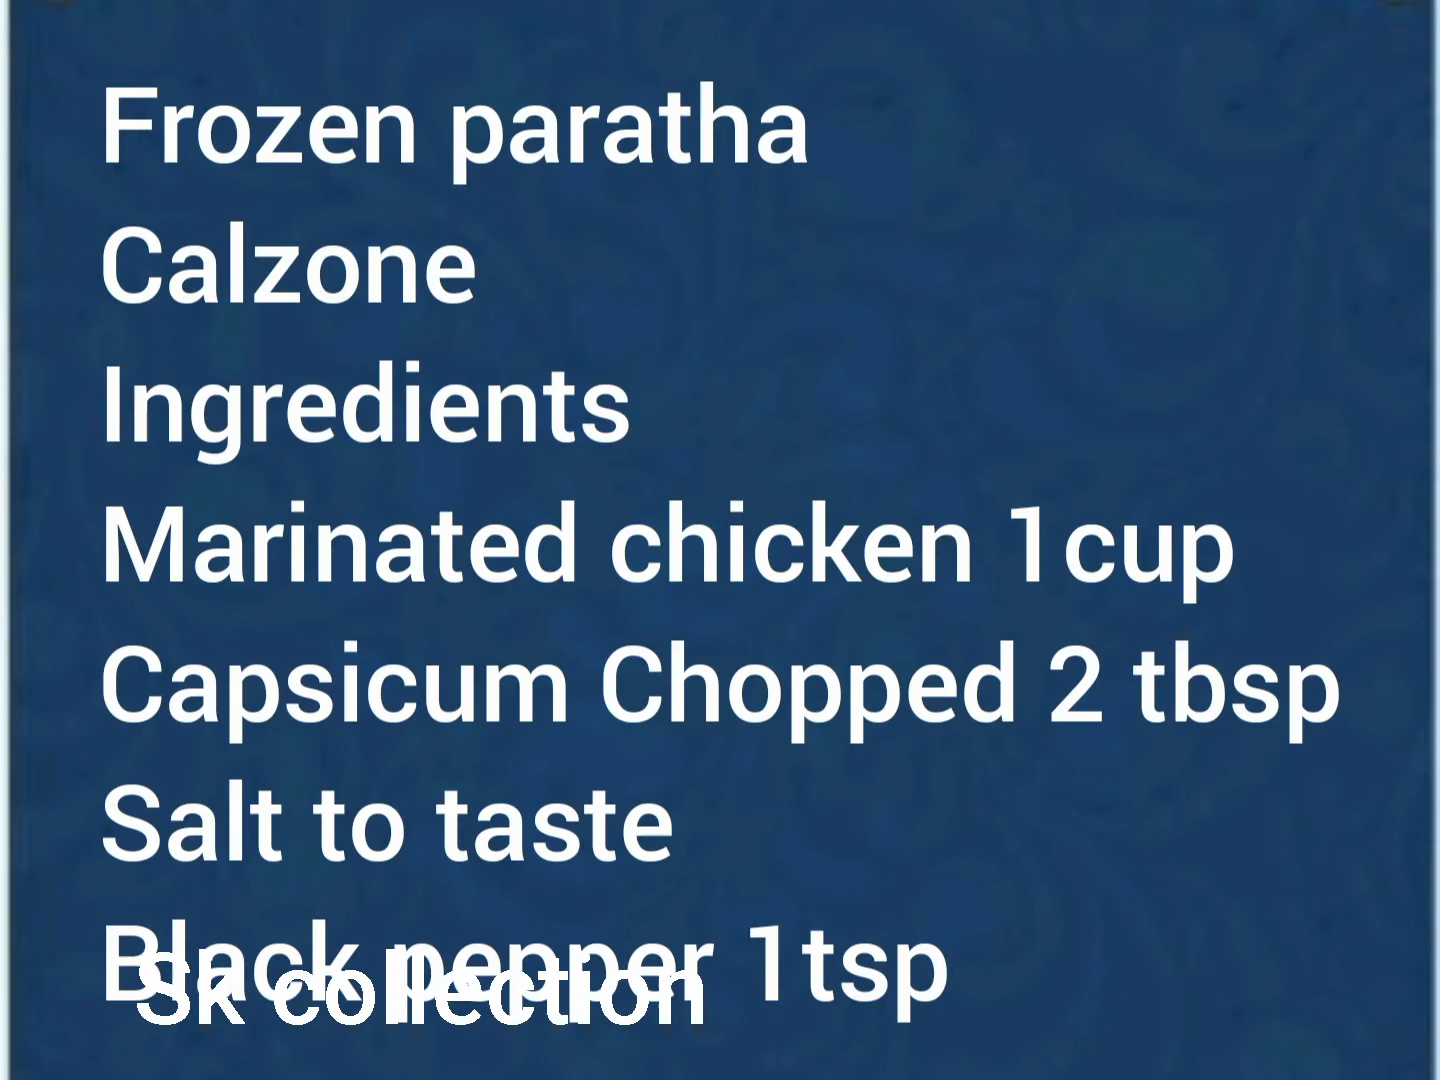 Frozen paratha
Calzone
Ingredients
Marinated chicken 1cup
Capsicum Chopped 2 tbsp
Salt to taste
Black pepper 1tsp
Sk collection